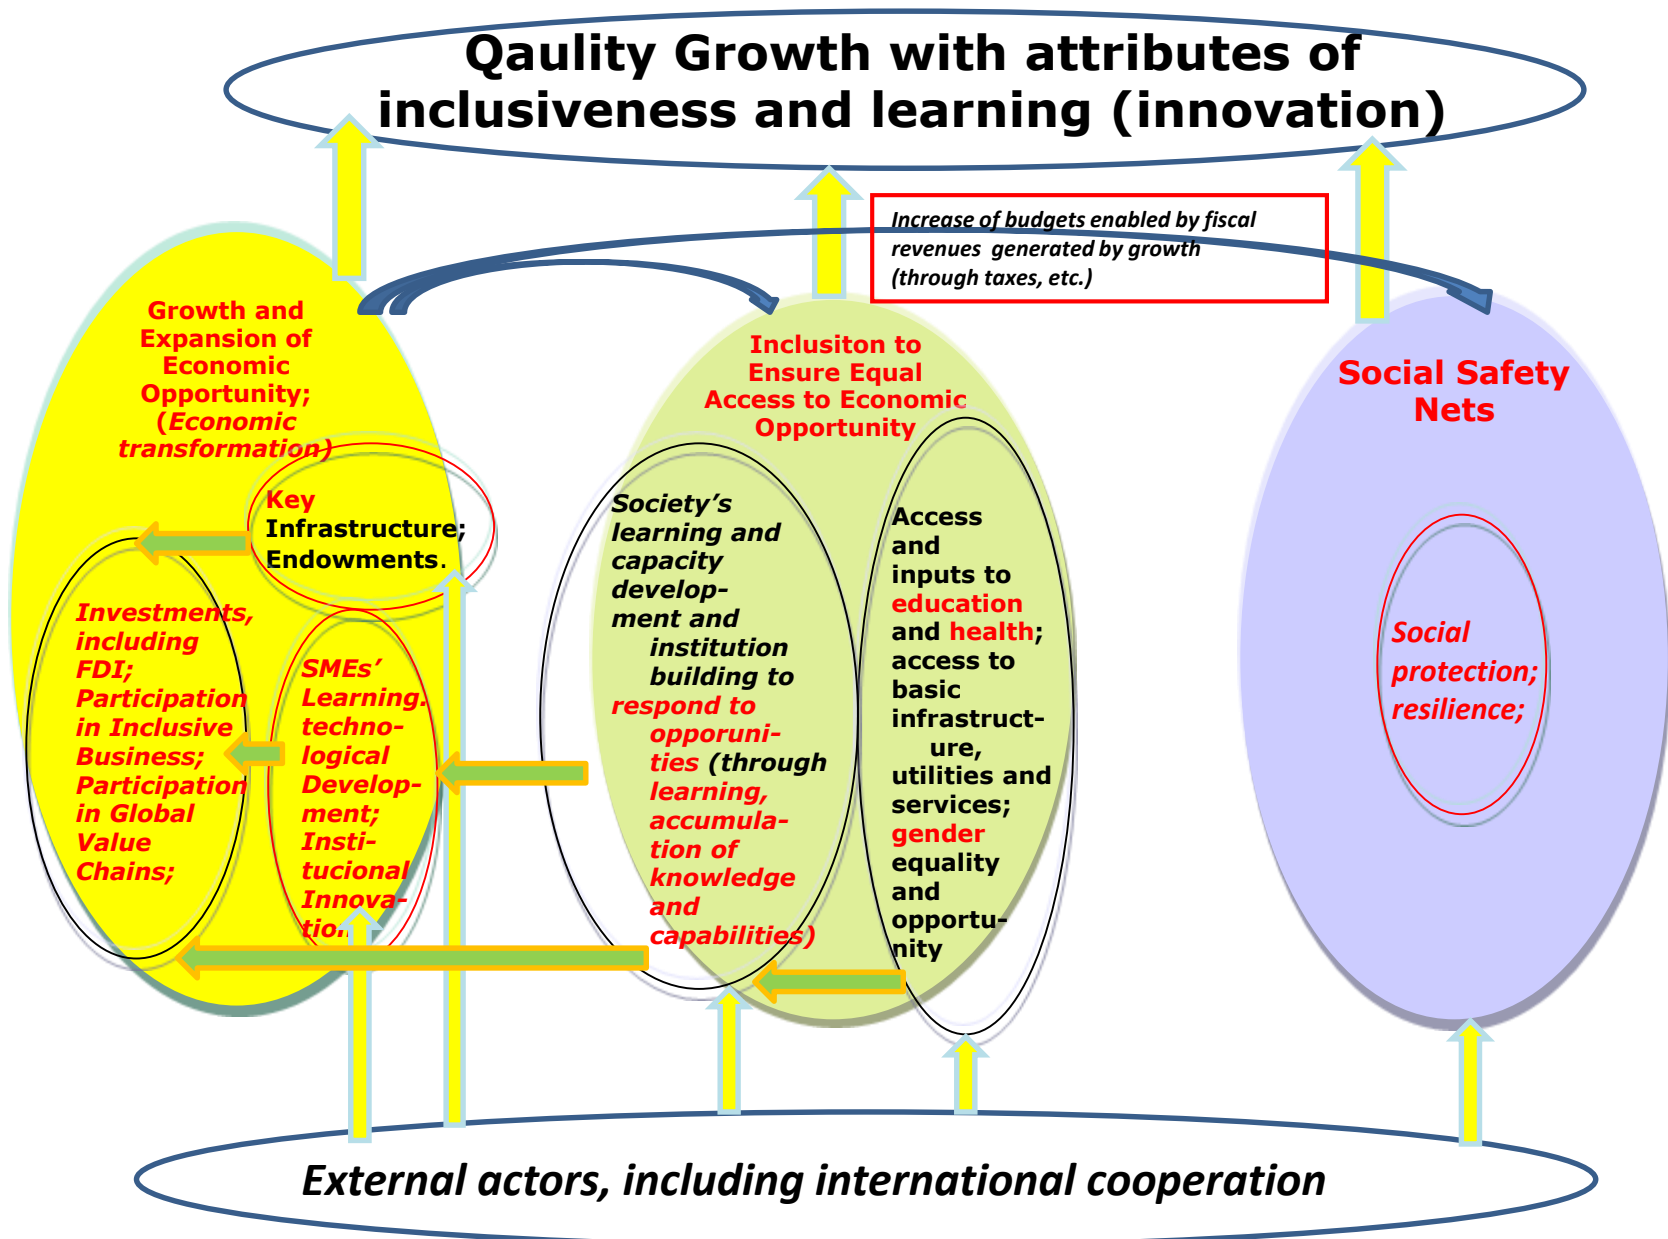 Qaulity Growth with attributes of
inclusiveness and learning (innovation)
Increase of budgets enabled by fiscal
revenues generated by growth
(through taxes, etc.)
Growth and
Expansion of
Economic
Opportunity;
(Economic
transformation)
Key
Infrastructure;
Endowments.
Investments,
including
FDI;
Participation
in Inclusive
Business;
Participation
in Global
Value
Chains;
SMEs’
Learning.
techno-
logical
Develop-
ment;
Insti-
tucional
Innova-
tion
Inclusiton to
Ensure Equal
Access to Economic
Opportunity
Society’s
learning and
capacity
develop-
ment and
institution
building to
respond to
opporuni-
ties (through
learning,
accumula-
tion of
knowledge
and
capabilities)
Access
and
inputs to
education
and health;
access to
basic
infrastruct-
ure,
utilities and
services;
gender
equality
and
opportu-
nity
Social Safety
Nets
Social
protection;
resilience;
External actors, including international cooperation